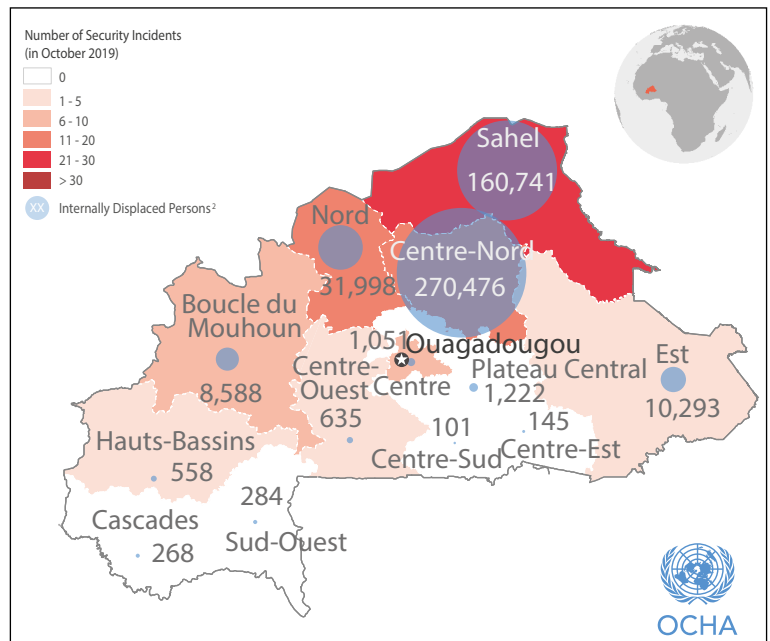 Number of Security Incidents
(in October 2019)
0
1 - 5
6 - 10
11 - 20
21 - 30
> 30
XX Internally Displaced Persons²
Sahel
160,741
Nord
31,998
Centre-Nord
270,476
Boucle du
Mouhoun
8,588
1,051
Ouagadougou
Centre
Centre-
Ouest
635
Plateau Central
1,222
Est
10,293
Hauts-Bassins
558
101
Centre-Sud
145
Centre-Est
284
Sud-Ouest
Cascades
268
OCHA